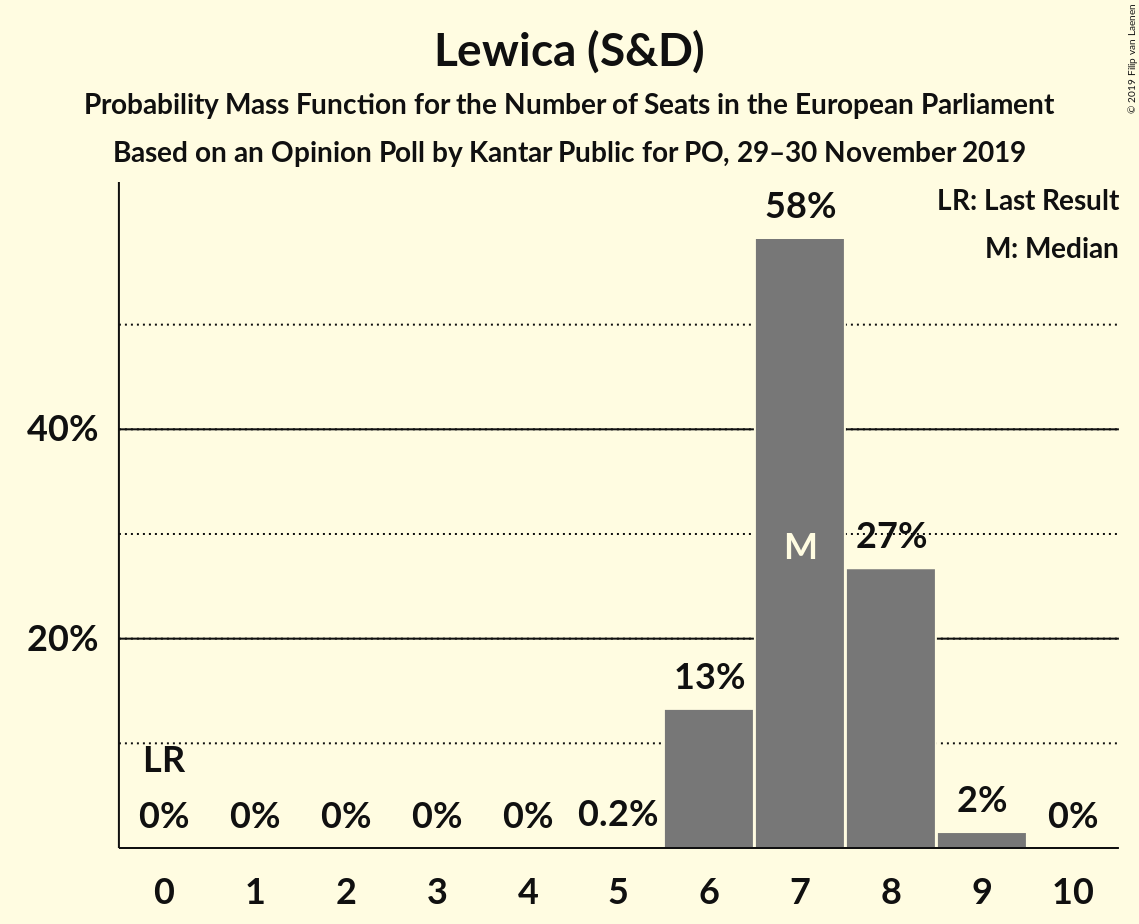 Lewica (S&D)
Probability Mass Function for the Number of Seats in the European Parliament
Based on an Opinion Poll by Kantar Public for PO, 29–30 November 2019
© 2019 Filip van Laenen
LR: Last Result
M: Median
58%
40%
27%
M
20%
13%
LR
0% 0% 0% 0% 0% 0.2% 2% 0%
0 1 2 3 4 5 6 7 8 9 10